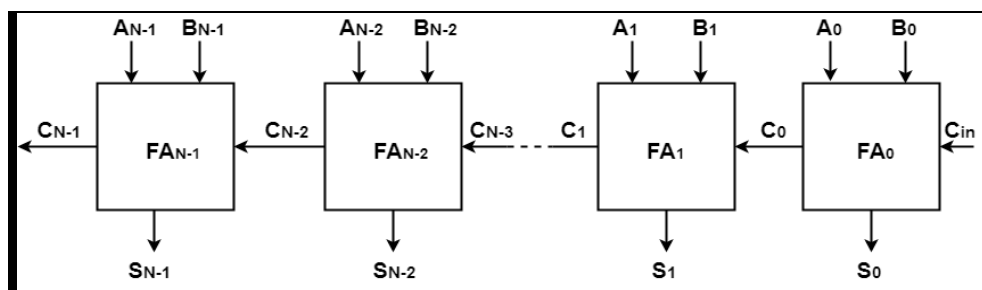 AN-1 BN-1 AN-2 BN-2 A1 B1 A0 B0
CN-1 CN-2 CN-3 C1 C0 Cin
FAN-1 FAN-2 FA1 FA0
SN-1 SN-2 S1 S0